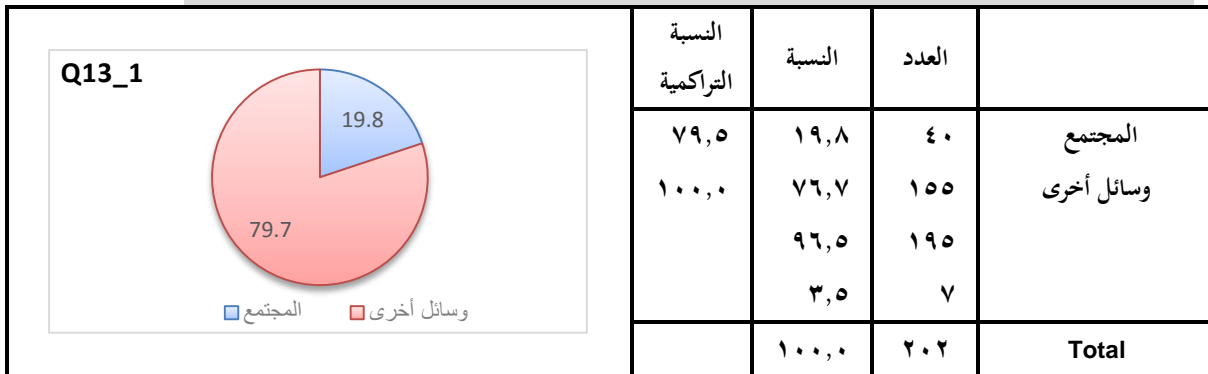 Q13_1
19.8
79.7
المجتمع وسائل أخرى
العدد النسبة النسبة التراكمية
المجتمع ٤٠ ١٩,٨ ٧٩,٥
وسائل أخرى ١٥٥ ٧٦,٧ ١٠٠,٠
١٩٥ ٩٦,٥
٧ ٣,٥
Total ٢٠٢ ١٠٠,٠